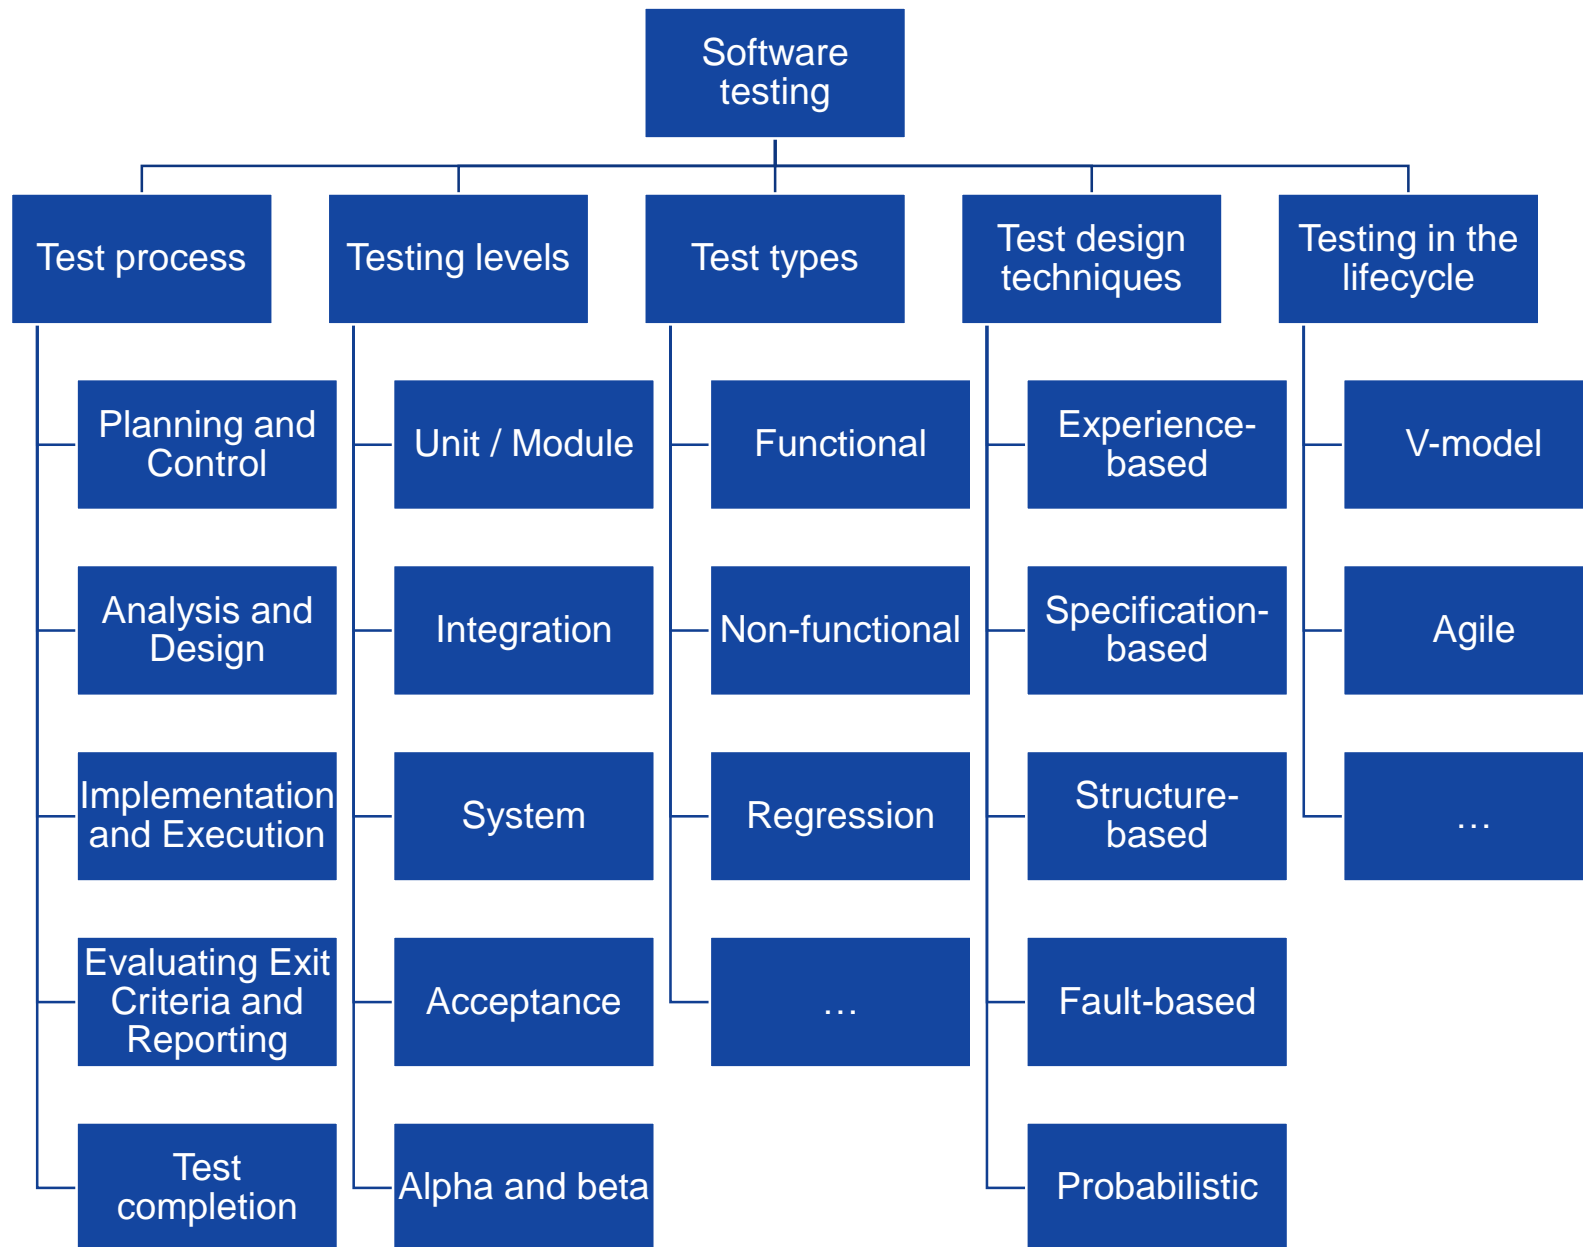 Software
testing
Test process
Testing levels
Test types
Test design
techniques
Testing in the
lifecycle
Planning and
Control
Unit / Module
Functional
Experience-
based
V-model
Analysis and
Design
Integration
Non-functional
Specification-
based
Agile
Implementation
and Execution
System
Regression
Structure-
based
…
Evaluating Exit
Criteria and
Reporting
Acceptance
…
Fault-based
Test
completion
Alpha and beta
Probabilistic